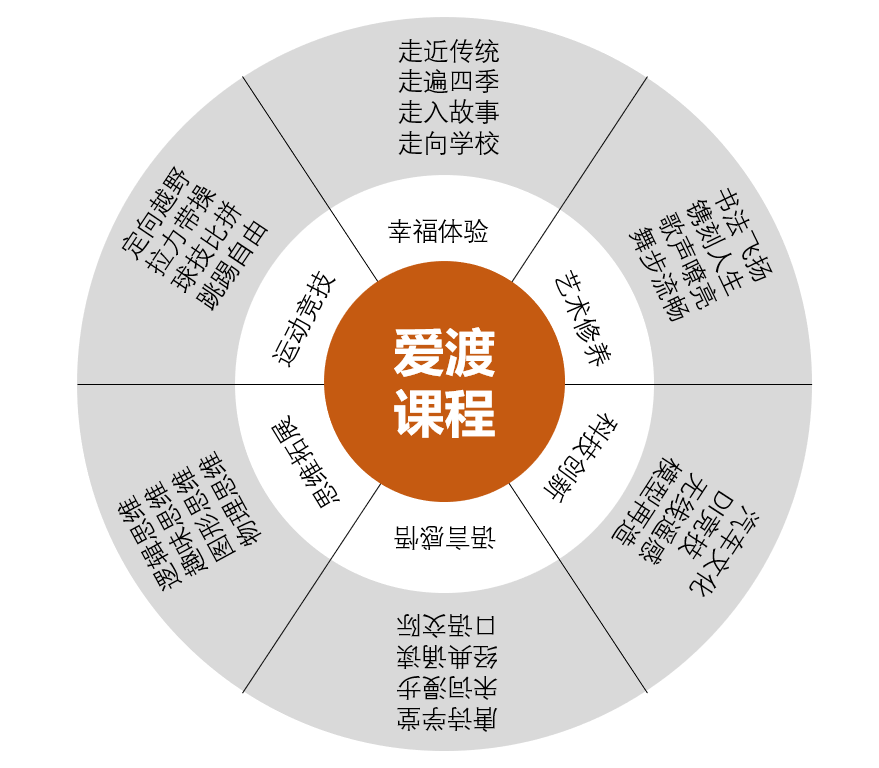 爱渡
课程
幸福体验
走近传统
走遍四季
走入故事
走向学校
艺术修养
书法飞扬
镌刻人生
歌声嘹亮
舞步流畅
科技创新
汽车文化
DI竞技
无线遥感
模型再造
语言感悟
唐诗学堂
宋词漫步
经典诵读
口语交际
思维拓展
逻辑思维
趣味思维
图形思维
物理思维
运动竞技
定向越野
拉力带操
球技比拼
跳踢自由